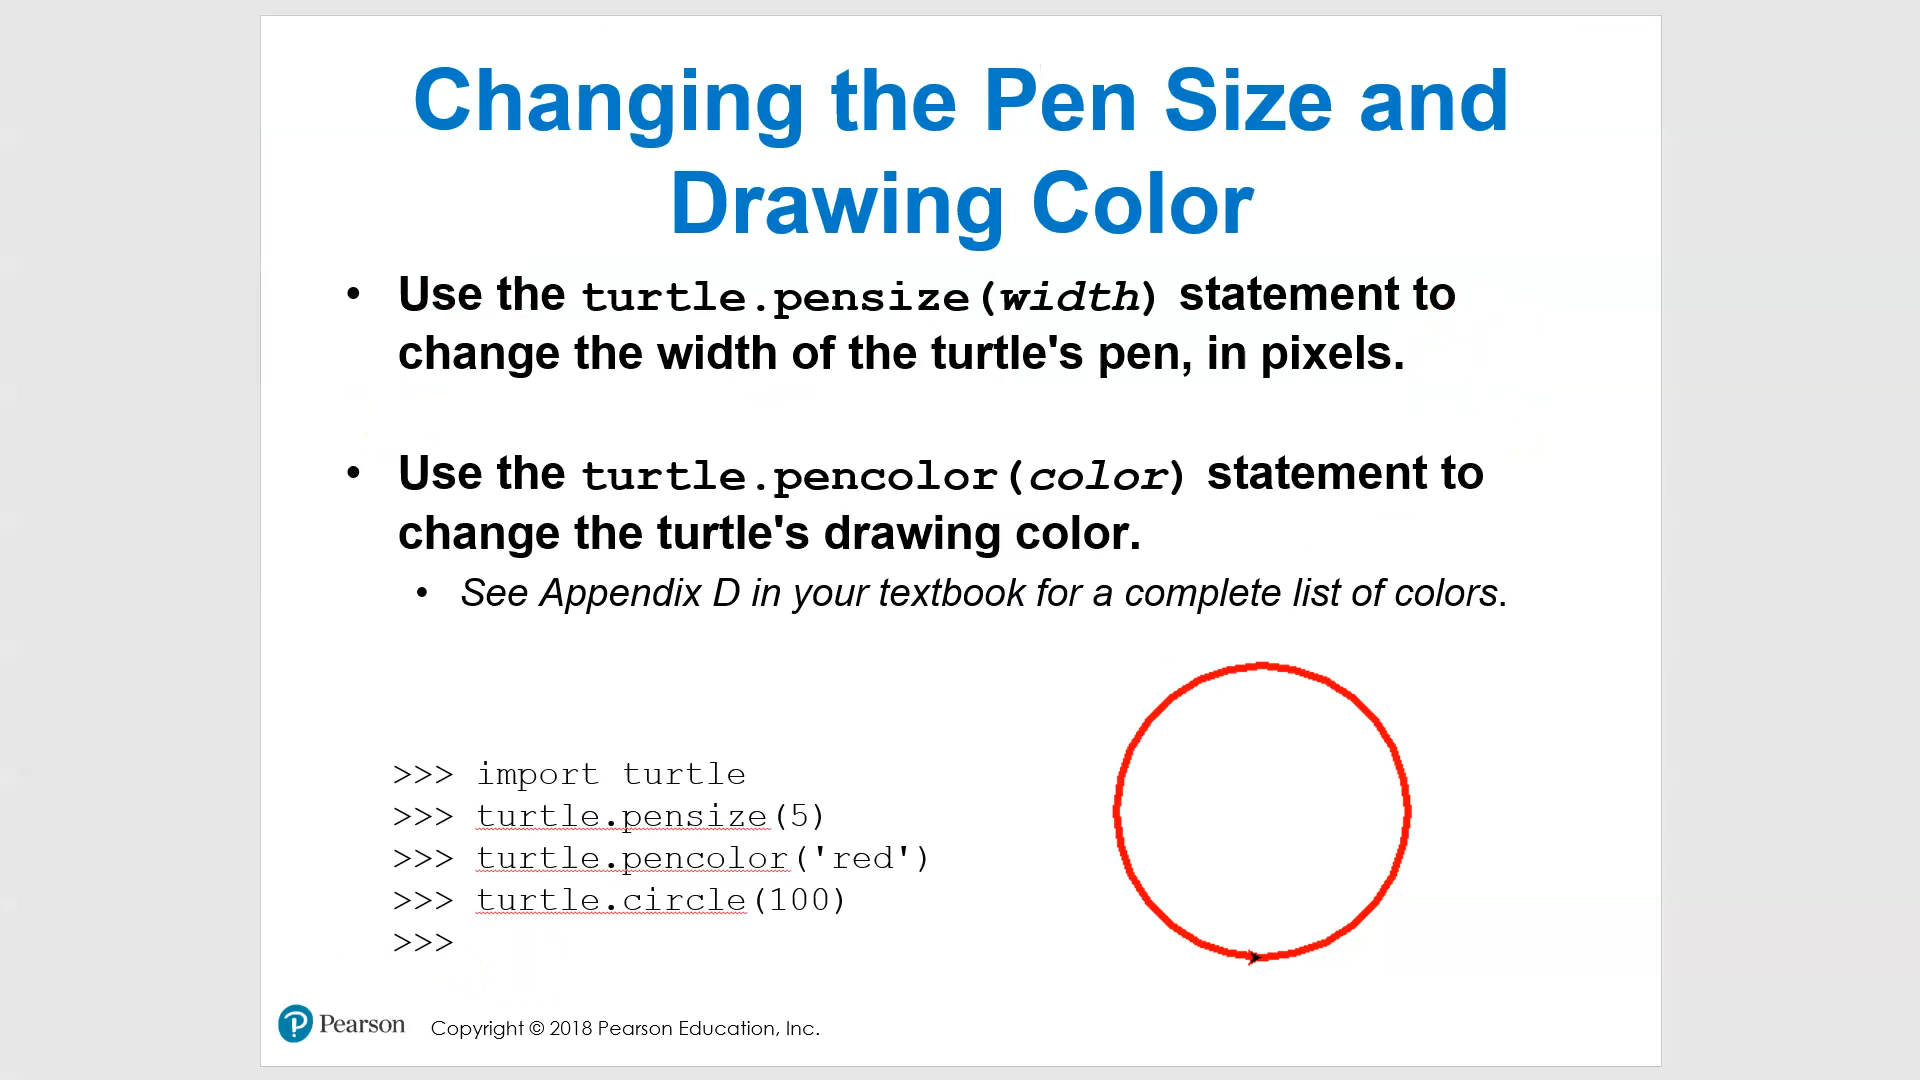 Changing the Pen Size and
Drawing Color
• Use the turtle.pensize(width) statement to
change the width of the turtle's pen, in pixels.
• Use the turtle.pencolor(color) statement to
change the turtle's drawing color.
• See Appendix D in your textbook for a complete list of colors.
>>> import turtle
>>> turtle.pensize(5)
>>> turtle.pencolor('red')
>>> turtle.circle(100)
>>>
Pearson Copyright © 2018 Pearson Education, Inc.